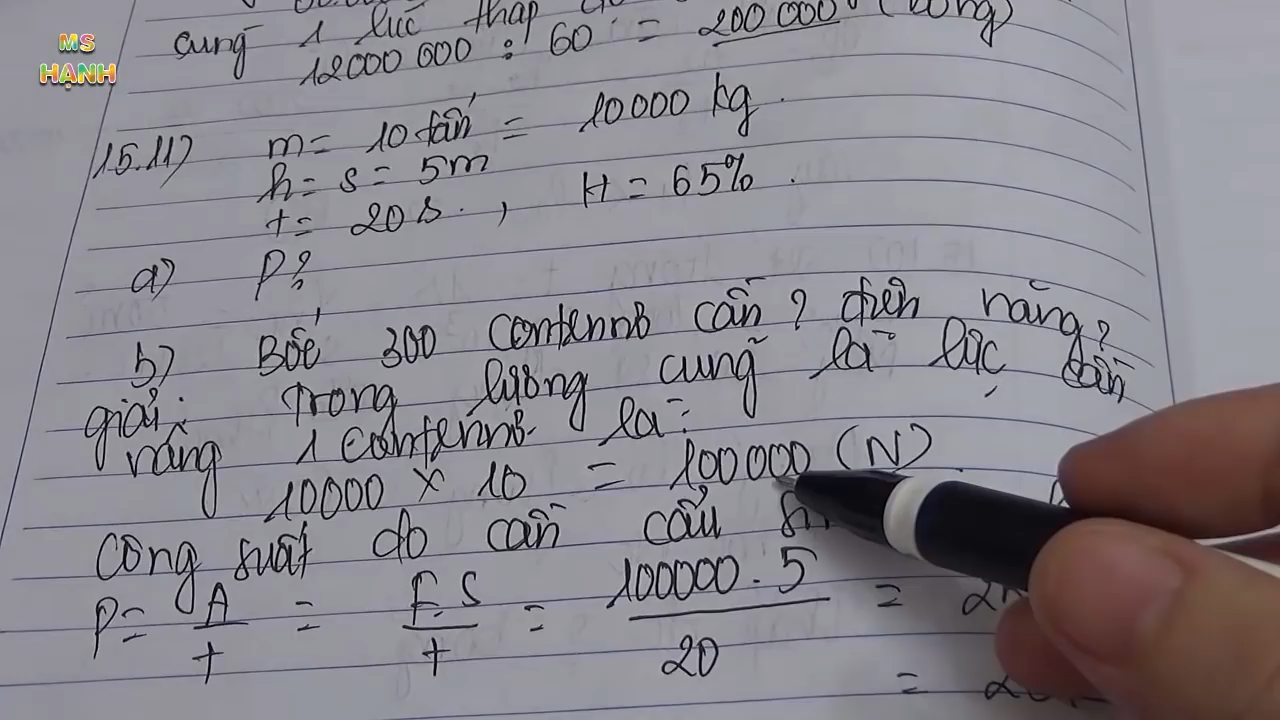 MS
HẠNH
cung 1 lúc thap
12000 000 : 60 = 200 000 (
15.11) m = 10 tấn = 10000 kg.
h = s = 5m
t = 20 s. , H = 65% .
a) P?
b) Bốc 300 contenno cần ? điện năng?
giải: Trọng lượng cung là lực cần
nâng 1 contenno là:
10000 x 10 = 100000 (N)
Công suất do cần cẩu
P = A/t = F.S/t = 100000.5/20 =
=